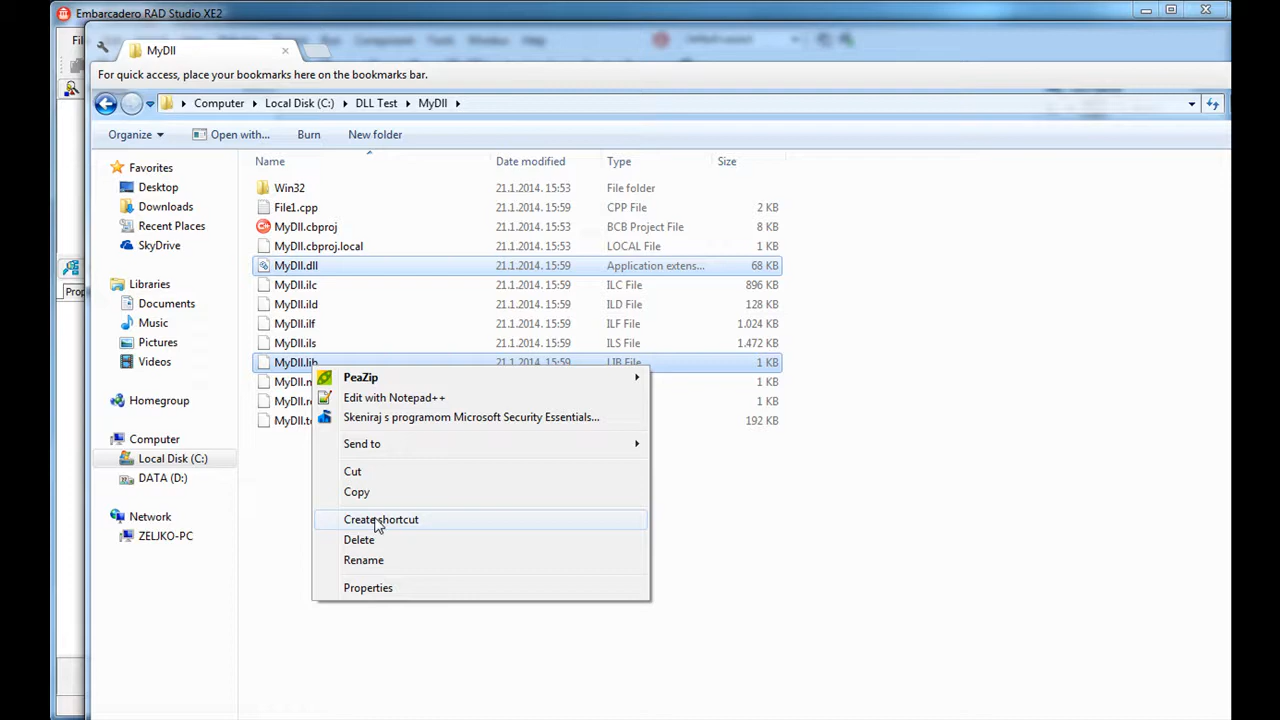 Embarcadero RAD Studio XE2
MyDll
For quick access, place your bookmarks here on the bookmarks bar.
Computer Local Disk (C:) DLL Test MyDll
Organize Open with... Burn New folder
Name Date modified Type Size
Favorites
Desktop
Downloads
Recent Places
SkyDrive
Libraries
Documents
Music
Pictures
Videos
Homegroup
Computer
Local Disk (C:)
DATA (D:)
Network
ZELJKO-PC
Win32 21.1.2014. 15:53 File folder
File1.cpp 21.1.2014. 15:59 CPP File 2 KB
MyDll.cbproj 21.1.2014. 15:53 BCB Project File 8 KB
MyDll.cbproj.local 21.1.2014. 15:53 LOCAL File 1 KB
MyDll.dll 21.1.2014. 15:59 Application extens... 68 KB
MyDll.ilc 21.1.2014. 15:59 ILC File 896 KB
MyDll.ild 21.1.2014. 15:59 ILD File 128 KB
MyDll.ilf 21.1.2014. 15:59 ILF File 1.024 KB
MyDll.ils 21.1.2014. 15:59 ILS File 1.472 KB
MyDll.lib 21.1.2014. 15:59 LIB File 1 KB
1 KB
1 KB
192 KB
PeaZip
Edit with Notepad++
Skeniraj s programom Microsoft Security Essentials...
Send to
Cut
Copy
Create shortcut
Delete
Rename
Properties